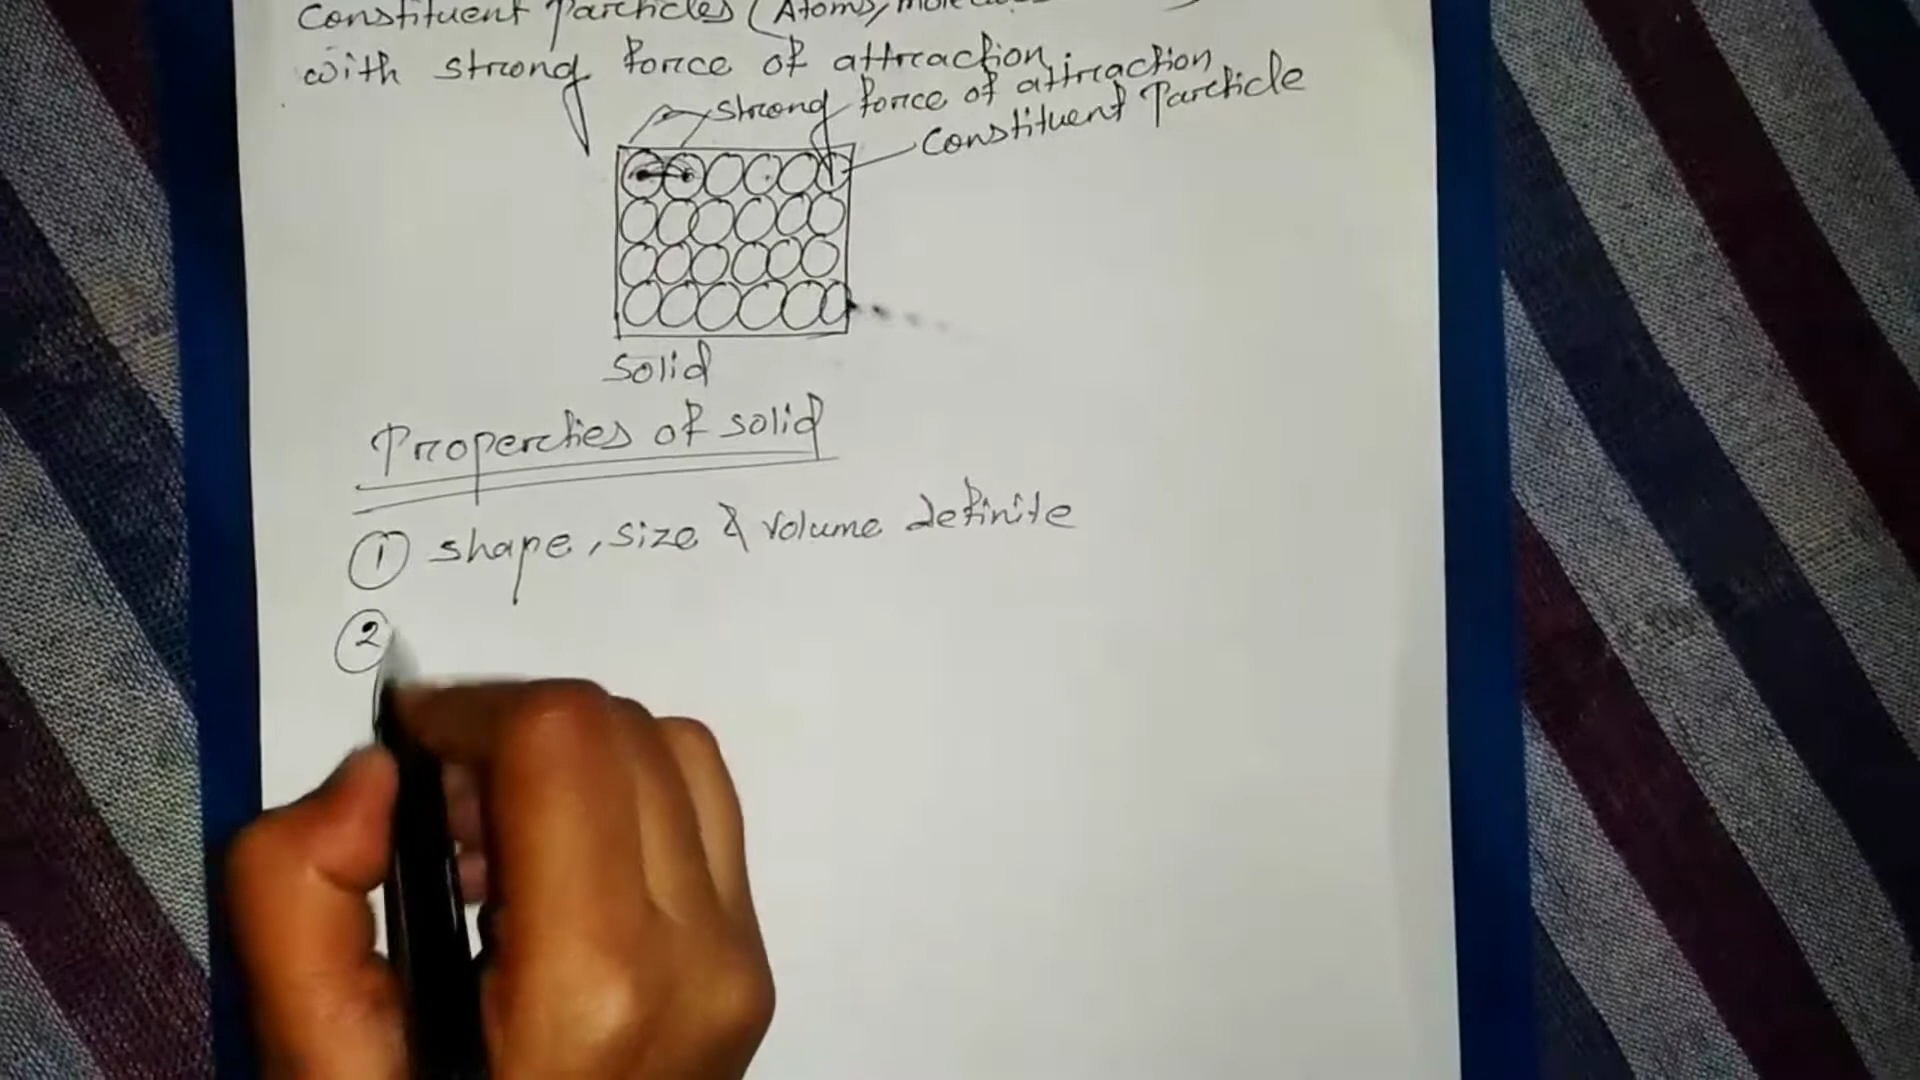 Constituent Particles (Atoms,
with strong force of attraction.
strong force of attraction
Constituent Particle
Solid
Properties of solid
① shape, size & volume definite
②